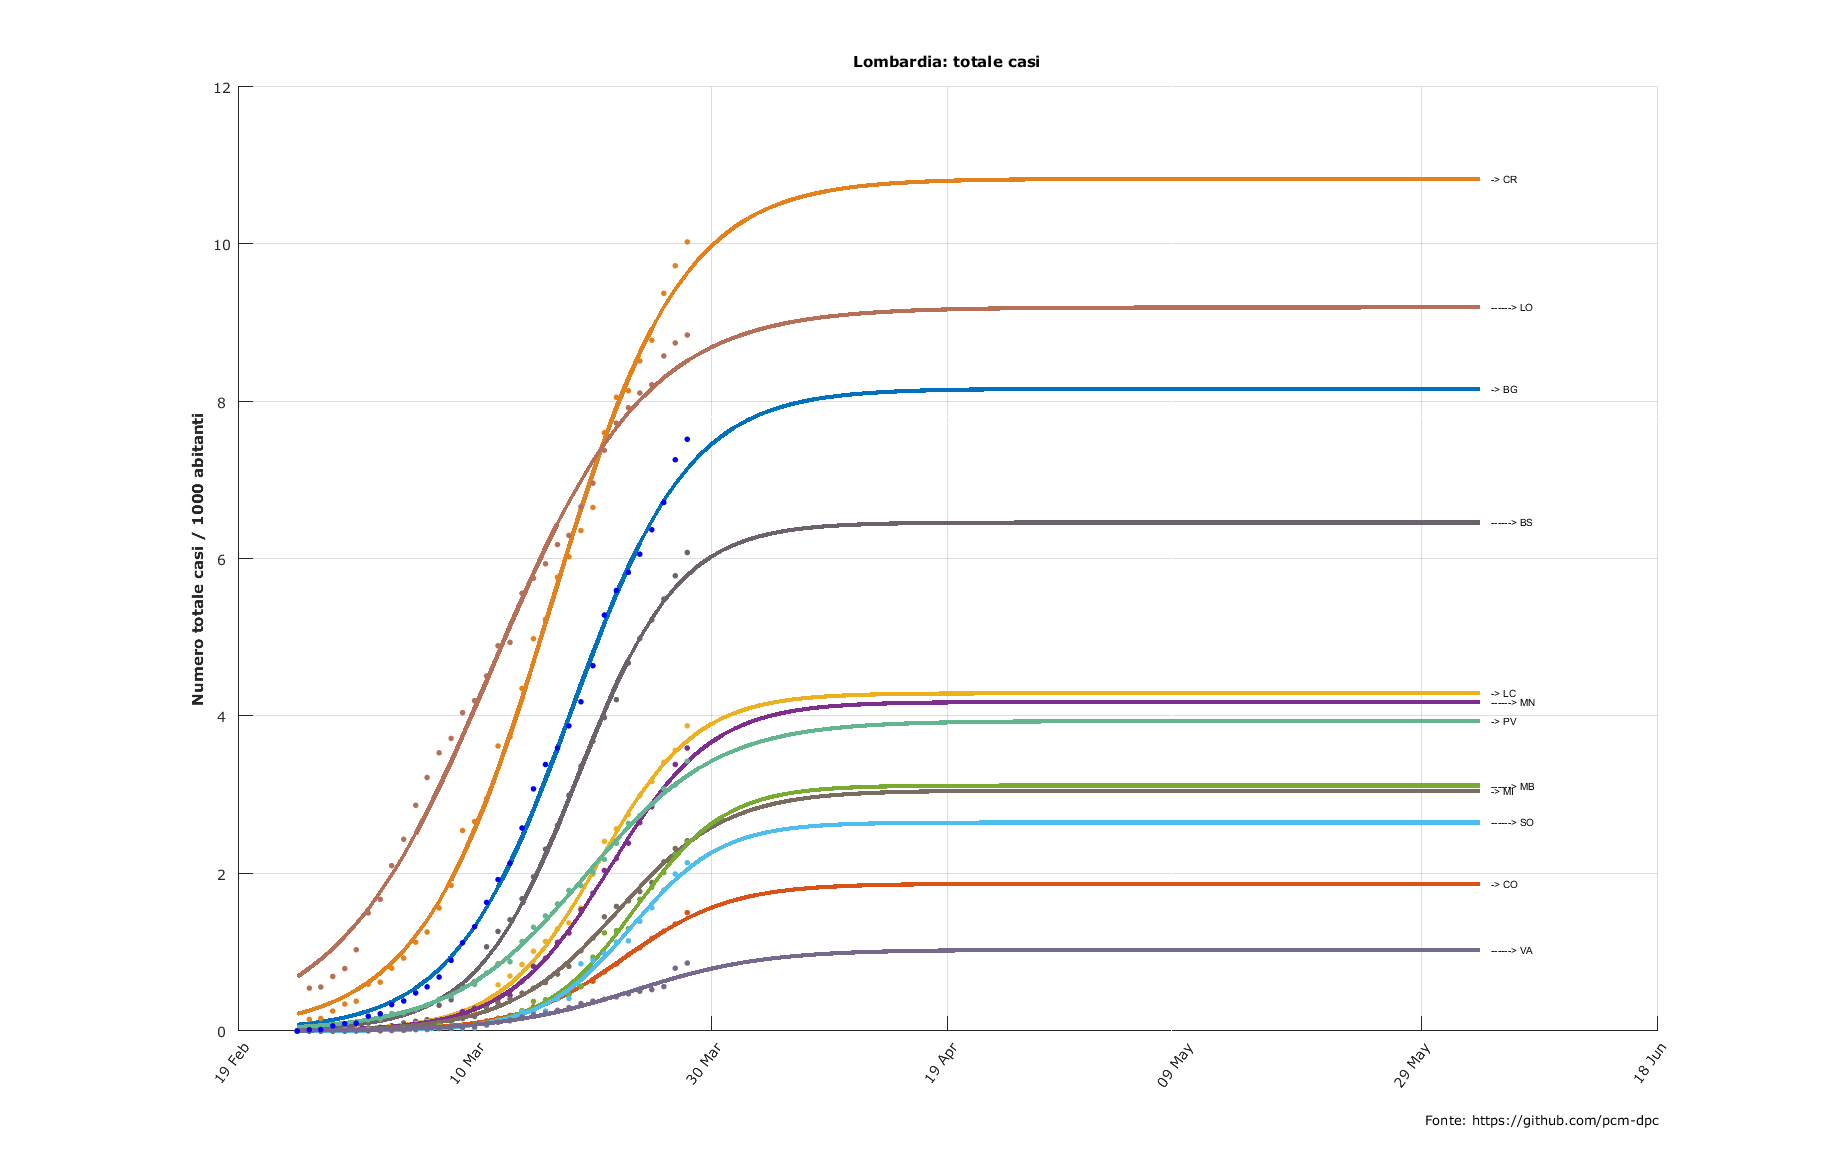 Lombardia: totale casi
12
10
8
6
4
2
0
Numero totale casi / 1000 abitanti
-> CR
------> LO
-> BG
------> BS
-> LC
------> MN
-> PV
------> MB
-> MI
------> SO
-> CO
------> VA
19 Feb
10 Mar
30 Mar
19 Apr
09 May
29 May
18 Jun
Fonte: https://github.com/pcm-dpc